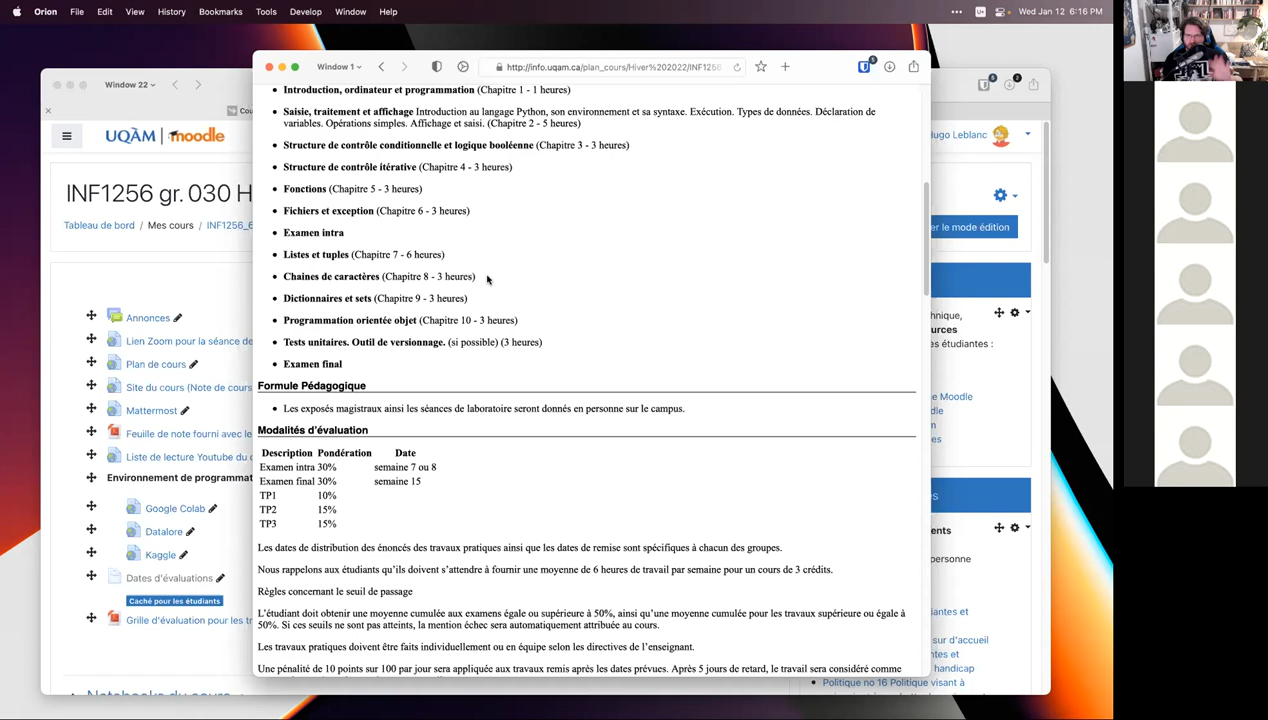 Orion File Edit View History Bookmarks Tools Develop Window Help
Wed Jan 12 6:16 PM
Window 22
Window 1
http://info.uqam.ca/plan_cours/Hiver%202022/INF1256
UQÀM moodle
Hugo Leblanc
INF1256 gr. 030 H
Tableau de bord / Mes cours / INF1256_6
er le mode édition
Annonces
Lien Zoom pour la séance de
Plan de cours
Site du cours (Note de cours
Mattermost
Feuille de note fourni avec le
Liste de lecture Youtube du c
Environnement de programmat
Google Colab
Datalore
Kaggle
Dates d'évaluations
Caché pour les étudiants
Grille d'évaluation pour les tr
Notebooks du cours
Introduction, ordinateur et programmation (Chapitre 1 - 1 heures)
Saisie, traitement et affichage Introduction au langage Python, son environnement et sa syntaxe. Exécution. Types de données. Déclaration de
variables. Opérations simples. Affichage et saisi. (Chapitre 2 - 5 heures)
Structure de contrôle conditionnelle et logique booléenne (Chapitre 3 - 3 heures)
Structure de contrôle itérative (Chapitre 4 - 3 heures)
Fonctions (Chapitre 5 - 3 heures)
Fichiers et exception (Chapitre 6 - 3 heures)
Examen intra
Listes et tuples (Chapitre 7 - 6 heures)
Chaines de caractères (Chapitre 8 - 3 heures)
Dictionnaires et sets (Chapitre 9 - 3 heures)
Programmation orientée objet (Chapitre 10 - 3 heures)
Tests unitaires. Outil de versionnage. (si possible) (3 heures)
Examen final
Formule Pédagogique
Les exposés magistraux ainsi les séances de laboratoire seront donnés en personne sur le campus.
Modalités d'évaluation
Description Pondération Date
Examen intra 30% semaine 7 ou 8
Examen final 30% semaine 15
TP1 10%
TP2 15%
TP3 15%
Les dates de distribution des énoncés des travaux pratiques ainsi que les dates de remise sont spécifiques à chacun des groupes.
Nous rappelons aux étudiants qu'ils doivent s'attendre à fournir une moyenne de 6 heures de travail par semaine pour un cours de 3 crédits.
Règles concernant le seuil de passage
L'étudiant doit obtenir une moyenne cumulée aux examens égale ou supérieure à 50%, ainsi qu'une moyenne cumulée pour les travaux supérieure ou égale à
50%. Si ces seuils ne sont pas atteints, la mention échec sera automatiquement attribuée au cours.
Les travaux pratiques doivent être faits individuellement ou en équipe selon les directives de l'enseignant.
Une pénalité de 10 points sur 100 par jour sera appliquée aux travaux remis après les dates prévues. Après 5 jours de retard, le travail sera considéré comme
chnique,
ources
es étudiantes :
e Moodle
dle
m
es
es
ents
personne
iantes et
sur d'accueil
antes et
handicap
Politique no 16 Politique visant à